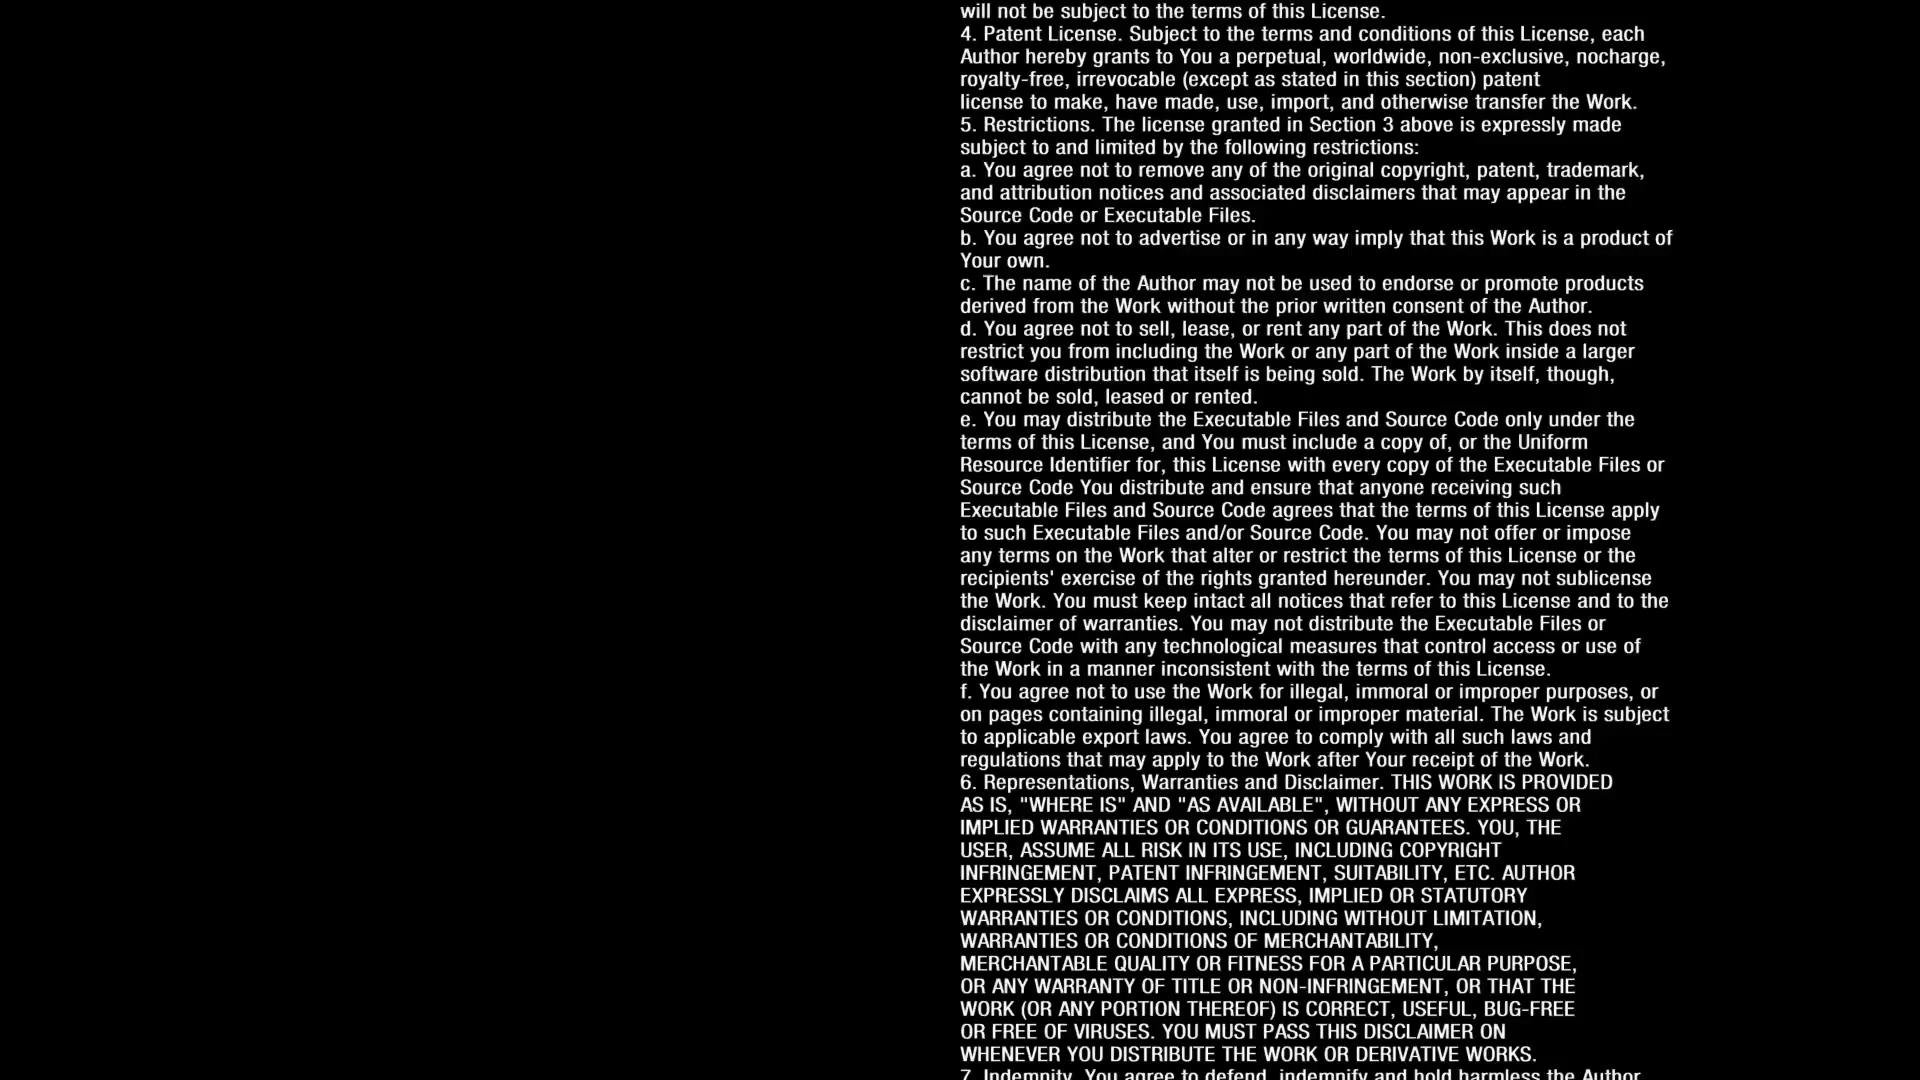 will not be subject to the terms of this License.
4. Patent License. Subject to the terms and conditions of this License, each
Author hereby grants to You a perpetual, worldwide, non-exclusive, nocharge,
royalty-free, irrevocable (except as stated in this section) patent
license to make, have made, use, import, and otherwise transfer the Work.
5. Restrictions. The license granted in Section 3 above is expressly made
subject to and limited by the following restrictions:
a. You agree not to remove any of the original copyright, patent, trademark,
and attribution notices and associated disclaimers that may appear in the
Source Code or Executable Files.
b. You agree not to advertise or in any way imply that this Work is a product of
Your own.
c. The name of the Author may not be used to endorse or promote products
derived from the Work without the prior written consent of the Author.
d. You agree not to sell, lease, or rent any part of the Work. This does not
restrict you from including the Work or any part of the Work inside a larger
software distribution that itself is being sold. The Work by itself, though,
cannot be sold, leased or rented.
e. You may distribute the Executable Files and Source Code only under the
terms of this License, and You must include a copy of, or the Uniform
Resource Identifier for, this License with every copy of the Executable Files or
Source Code You distribute and ensure that anyone receiving such
Executable Files and Source Code agrees that the terms of this License apply
to such Executable Files and/or Source Code. You may not offer or impose
any terms on the Work that alter or restrict the terms of this License or the
recipients' exercise of the rights granted hereunder. You may not sublicense
the Work. You must keep intact all notices that refer to this License and to the
disclaimer of warranties. You may not distribute the Executable Files or
Source Code with any technological measures that control access or use of
the Work in a manner inconsistent with the terms of this License.
f. You agree not to use the Work for illegal, immoral or improper purposes, or
on pages containing illegal, immoral or improper material. The Work is subject
to applicable export laws. You agree to comply with all such laws and
regulations that may apply to the Work after Your receipt of the Work.
6. Representations, Warranties and Disclaimer. THIS WORK IS PROVIDED
AS IS, "WHERE IS" AND "AS AVAILABLE", WITHOUT ANY EXPRESS OR
IMPLIED WARRANTIES OR CONDITIONS OR GUARANTEES. YOU, THE
USER, ASSUME ALL RISK IN ITS USE, INCLUDING COPYRIGHT
INFRINGEMENT, PATENT INFRINGEMENT, SUITABILITY, ETC. AUTHOR
EXPRESSLY DISCLAIMS ALL EXPRESS, IMPLIED OR STATUTORY
WARRANTIES OR CONDITIONS, INCLUDING WITHOUT LIMITATION,
WARRANTIES OR CONDITIONS OF MERCHANTABILITY,
MERCHANTABLE QUALITY OR FITNESS FOR A PARTICULAR PURPOSE,
OR ANY WARRANTY OF TITLE OR NON-INFRINGEMENT, OR THAT THE
WORK (OR ANY PORTION THEREOF) IS CORRECT, USEFUL, BUG-FREE
OR FREE OF VIRUSES. YOU MUST PASS THIS DISCLAIMER ON
WHENEVER YOU DISTRIBUTE THE WORK OR DERIVATIVE WORKS.
7. Indemnity. You agree to defend, indemnify and hold harmless the Author